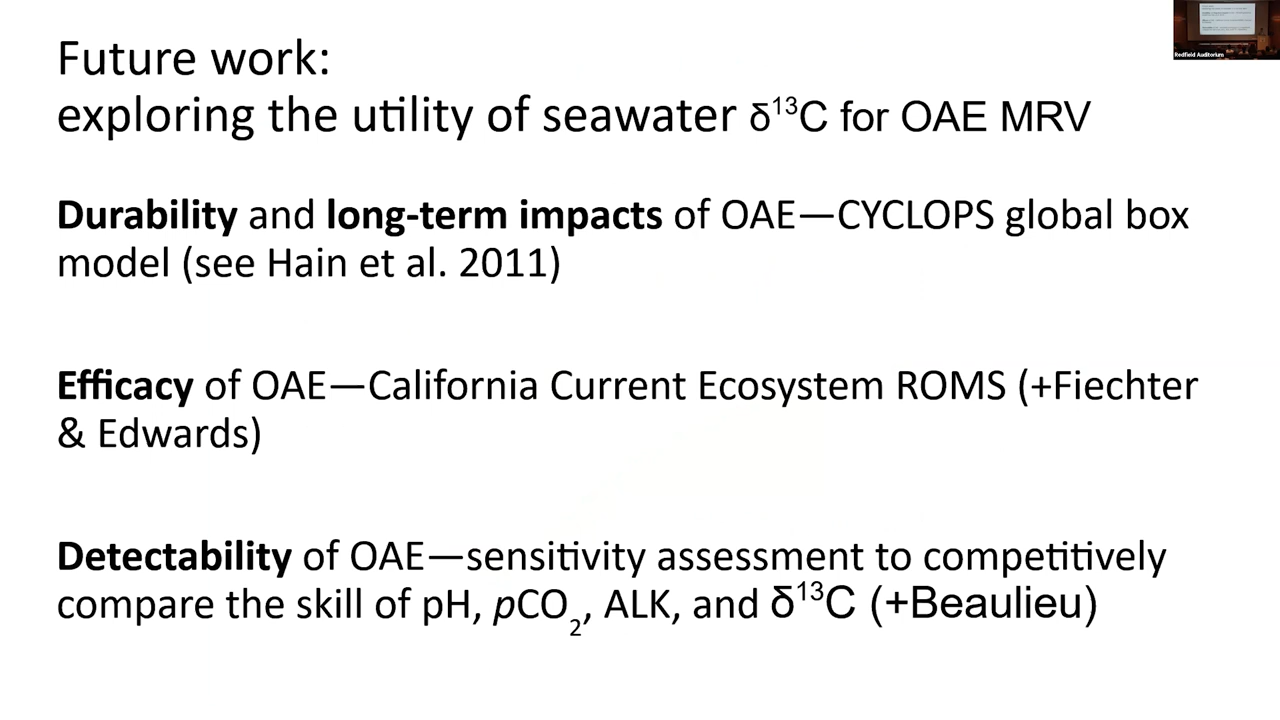 Future work:
exploring the utility of seawater δ¹³C for OAE MRV
Durability and long-term impacts of OAE—CYCLOPS global box
model (see Hain et al. 2011)
Efficacy of OAE—California Current Ecosystem ROMS (+Fiechter
& Edwards)
Detectability of OAE—sensitivity assessment to competitively
compare the skill of pH, pCO₂, ALK, and δ¹³C (+Beaulieu)
Redfield Auditorium